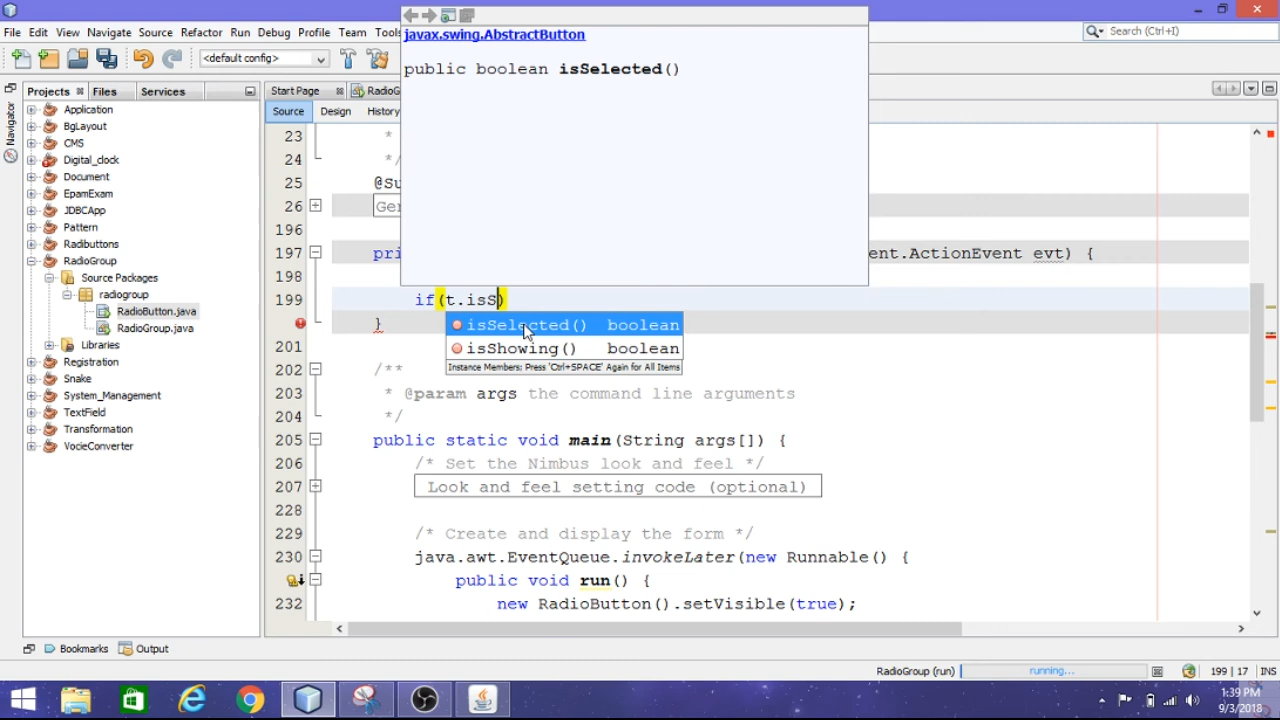 javax.swing.AbstractButton
public boolean isSelected()
File Edit View Navigate Source Refactor Run Debug Profile Team Tools
Search (Ctrl+I)
<default config>
Projects Files Services
Start Page RadioG
Navigator
Source Design History
Application
BgLayout
CMS
Digital_clock
Document
EpamExam
JDBCApp
Pattern
Radibuttons
RadioGroup
Source Packages
radiogroup
RadioButton.java
RadioGroup.java
Libraries
Registration
Snake
System_Management
TextField
Transformation
VocieConverter
23 *
24 */
25 @Su
26 Ger
196
197 pri ent.ActionEvent evt) {
198
199 if(t.isS)
}
isSelected() boolean
isShowing() boolean
Instance Members; Press 'Ctrl+SPACE' Again for All Items
201
202 /**
203 * @param args the command line arguments
204 */
205 public static void main(String args[]) {
206 /* Set the Nimbus look and feel */
207 Look and feel setting code (optional)
228
229 /* Create and display the form */
230 java.awt.EventQueue.invokeLater(new Runnable() {
public void run() {
232 new RadioButton().setVisible(true);
Bookmarks Output
RadioGroup (run) running... 199 | 17 INS
1:39 PM
9/3/2018